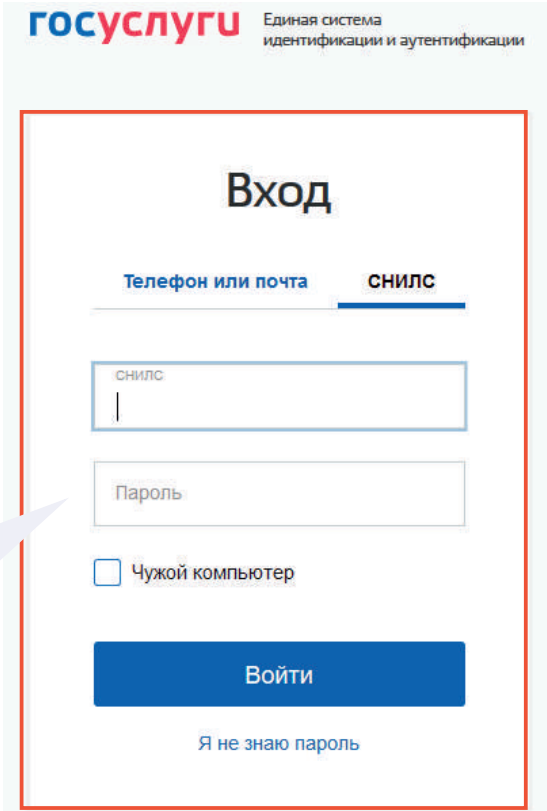 госуслуги
Единая система
идентификации и аутентификации
Вход
Телефон или почта СНИЛС
СНИЛС
Пароль
Чужой компьютер
Войти
Я не знаю пароль